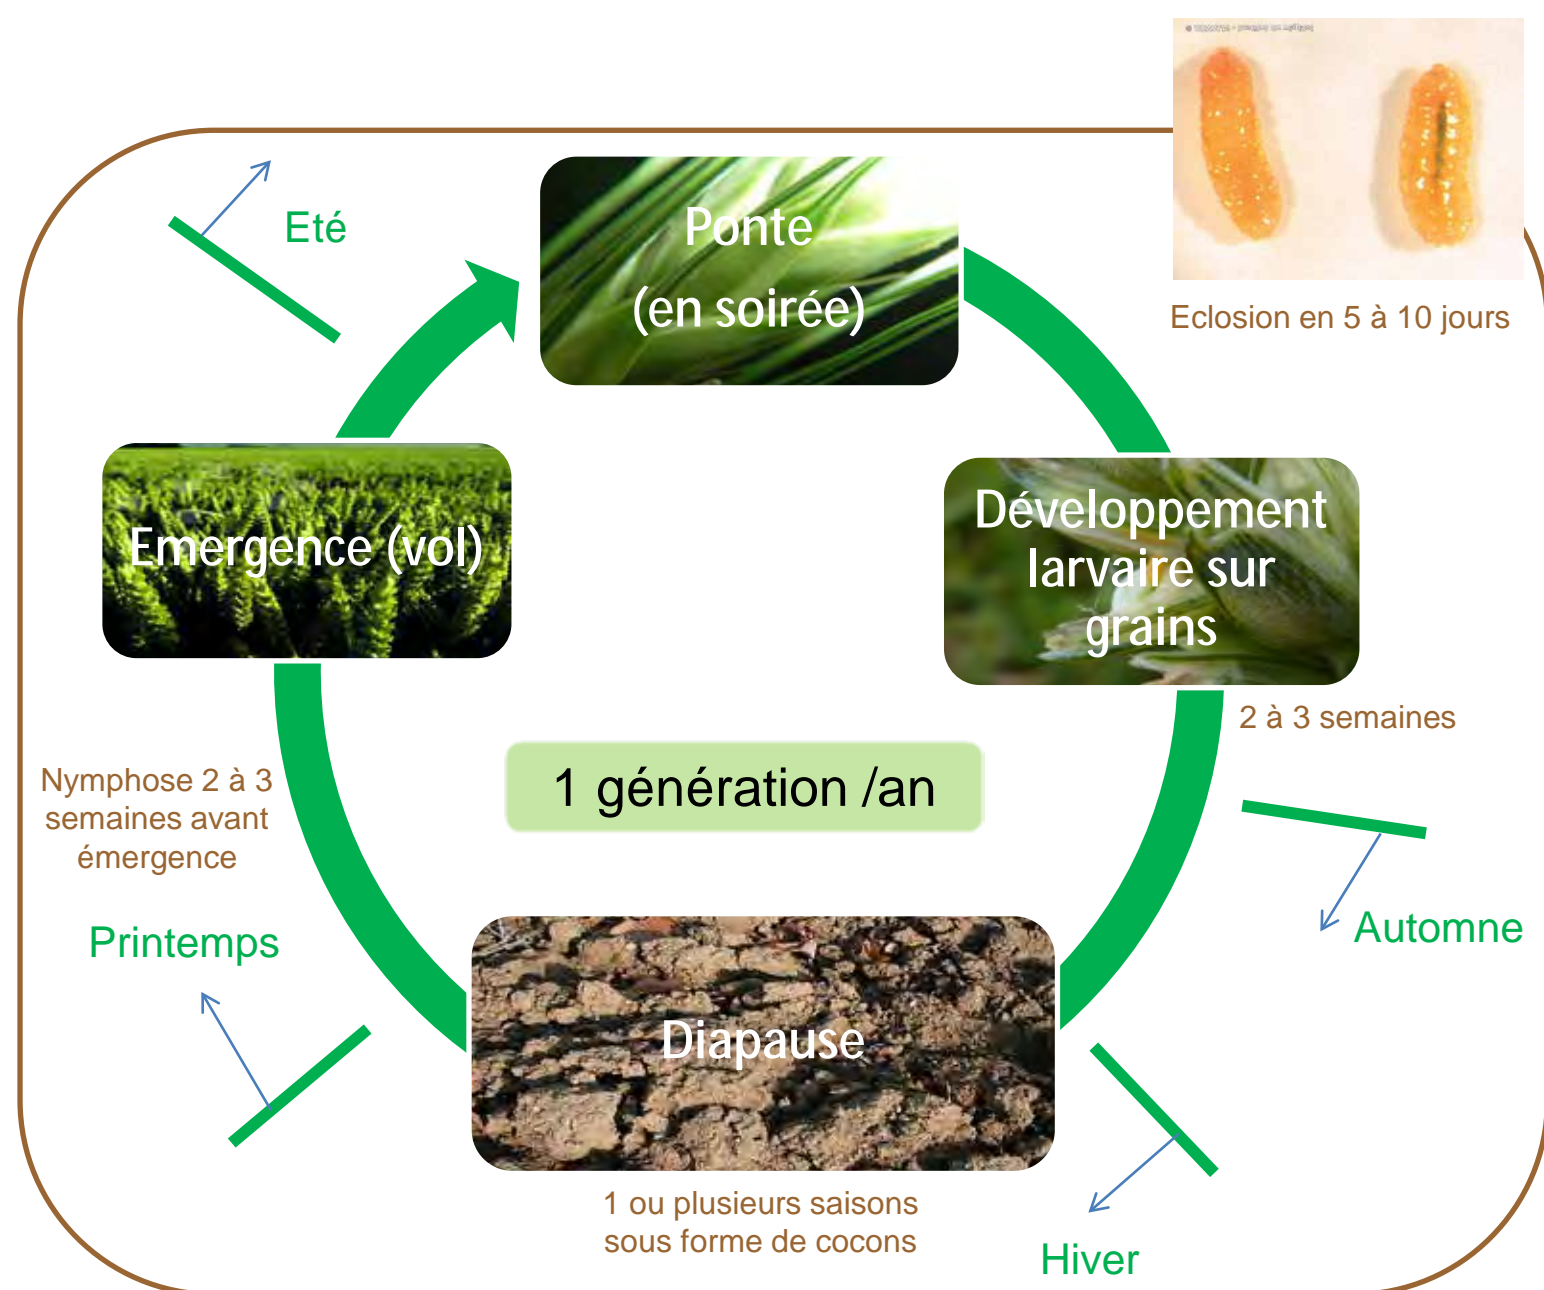 Eté
Ponte
(en soirée)
Eclosion en 5 à 10 jours
Emergence (vol)
Développement
larvaire sur
grains
2 à 3 semaines
Nymphose 2 à 3
semaines avant
émergence
1 génération /an
Printemps
Automne
Diapause
1 ou plusieurs saisons
sous forme de cocons
Hiver